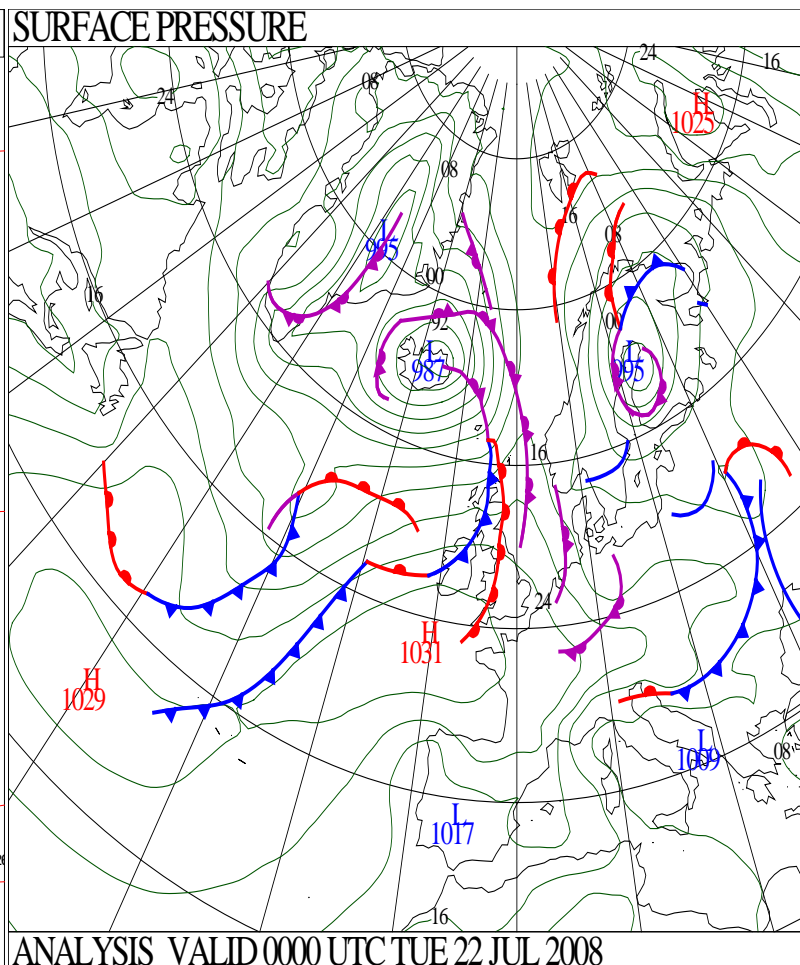 SURFACE PRESSURE
24
16
08
24
H
1025
08
16
L
995
08
00
16
92
00
L
987
L
995
16
24
H
1031
H
1029
L
1009
08
L
1017
16
ANALYSIS VALID 0000 UTC TUE 22 JUL 2008